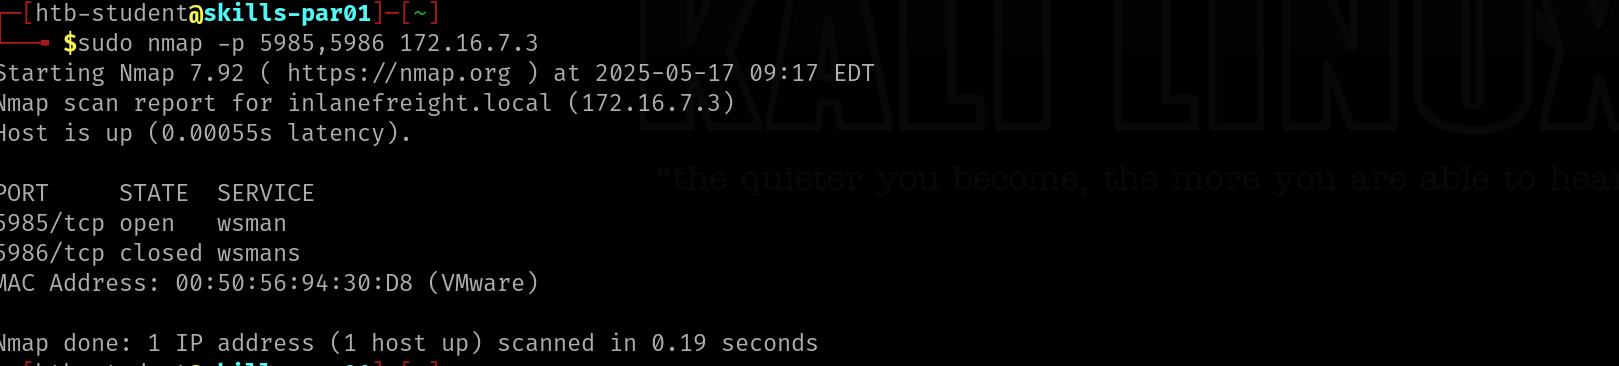 ┌─[htb-student@skills-par01]─[~]
└──╼ $sudo nmap -p 5985,5986 172.16.7.3
Starting Nmap 7.92 ( https://nmap.org ) at 2025-05-17 09:17 EDT
Nmap scan report for inlanefreight.local (172.16.7.3)
Host is up (0.00055s latency).
KALI LINUX
“the quieter you become, the more you are able to hear
PORT     STATE  SERVICE
5985/tcp open   wsman
5986/tcp closed wsmans
MAC Address: 00:50:56:94:30:D8 (VMware)
Nmap done: 1 IP address (1 host up) scanned in 0.19 seconds